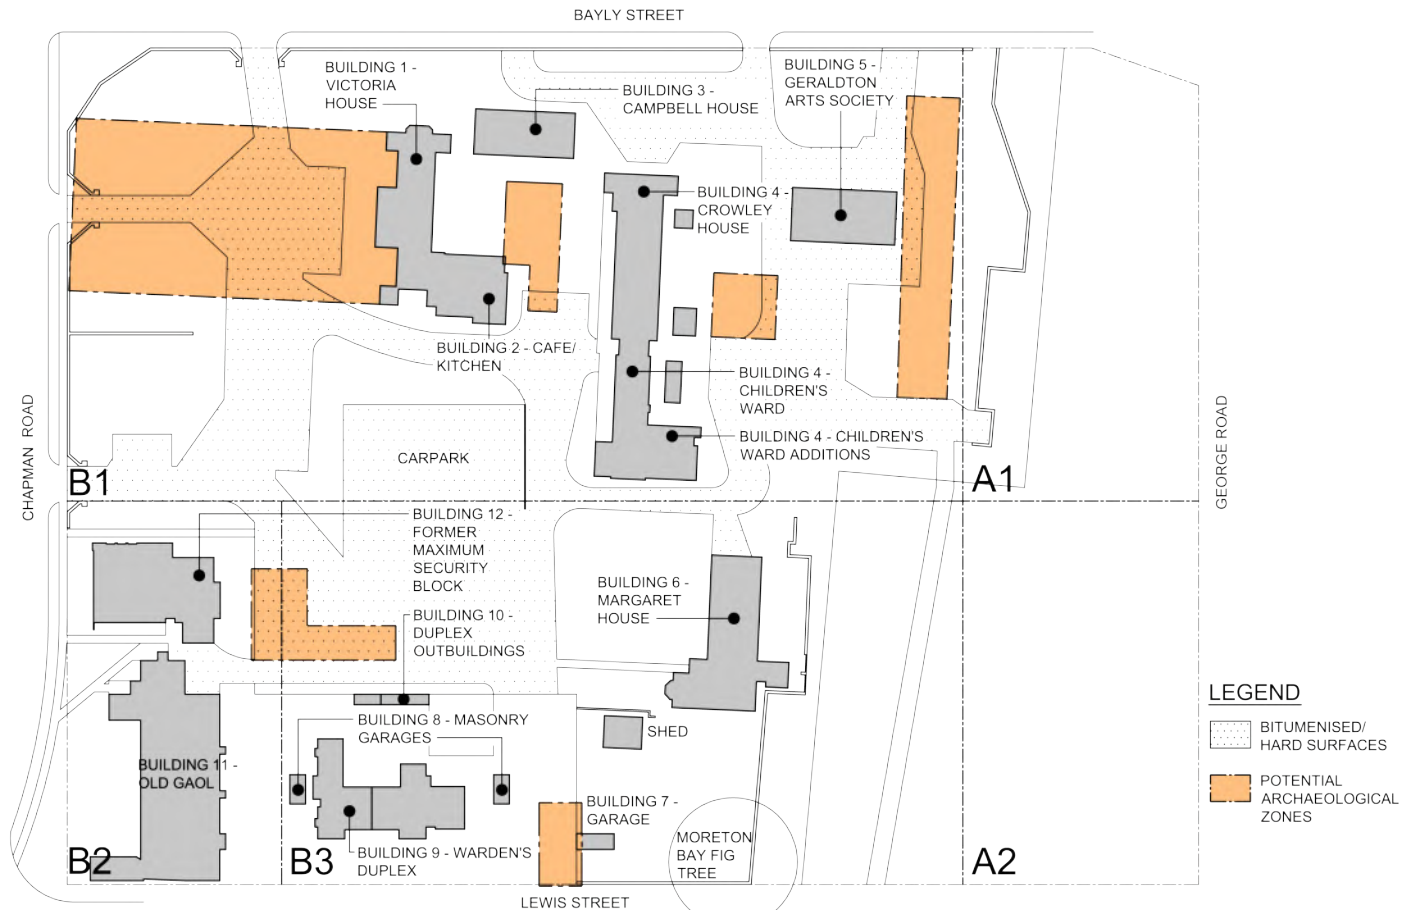 BAYLY STREET
BUILDING 1 -
VICTORIA
HOUSE
BUILDING 3 -
CAMPBELL HOUSE
BUILDING 5 -
GERALDTON
ARTS SOCIETY
BUILDING 4 -
CROWLEY
HOUSE
BUILDING 2 - CAFE/
KITCHEN
BUILDING 4 -
CHILDREN'S
WARD
BUILDING 4 - CHILDREN'S
WARD ADDITIONS
CARPARK
CHAPMAN ROAD
GEORGE ROAD
B1
A1
BUILDING 12 -
FORMER
MAXIMUM
SECURITY
BLOCK
BUILDING 6 -
MARGARET
HOUSE
BUILDING 10 -
DUPLEX
OUTBUILDINGS
BUILDING 8 - MASONRY
GARAGES
SHED
BUILDING 11 -
OLD GAOL
BUILDING 7 -
GARAGE
BUILDING 9 - WARDEN'S
DUPLEX
MORETON
BAY FIG
TREE
B2
B3
A2
LEWIS STREET
LEGEND
BITUMENISED/
HARD SURFACES
POTENTIAL
ARCHAEOLOGICAL
ZONES